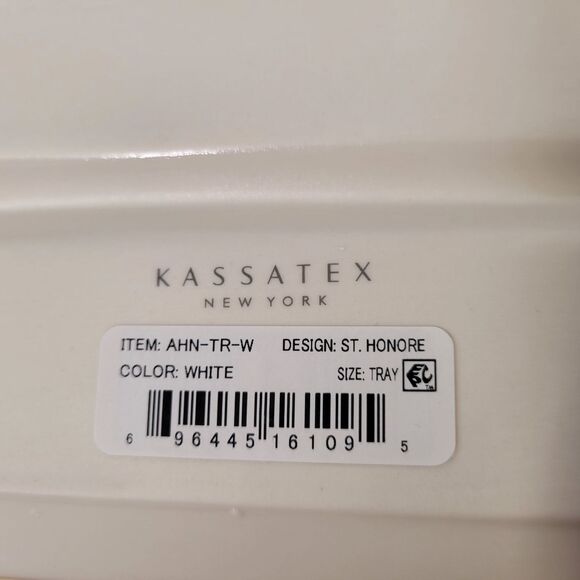 KASSATEX
NEW YORK
ITEM: AHN-TR-W DESIGN: ST. HONORE
COLOR: WHITE SIZE: TRAY
6 96445 16109 5